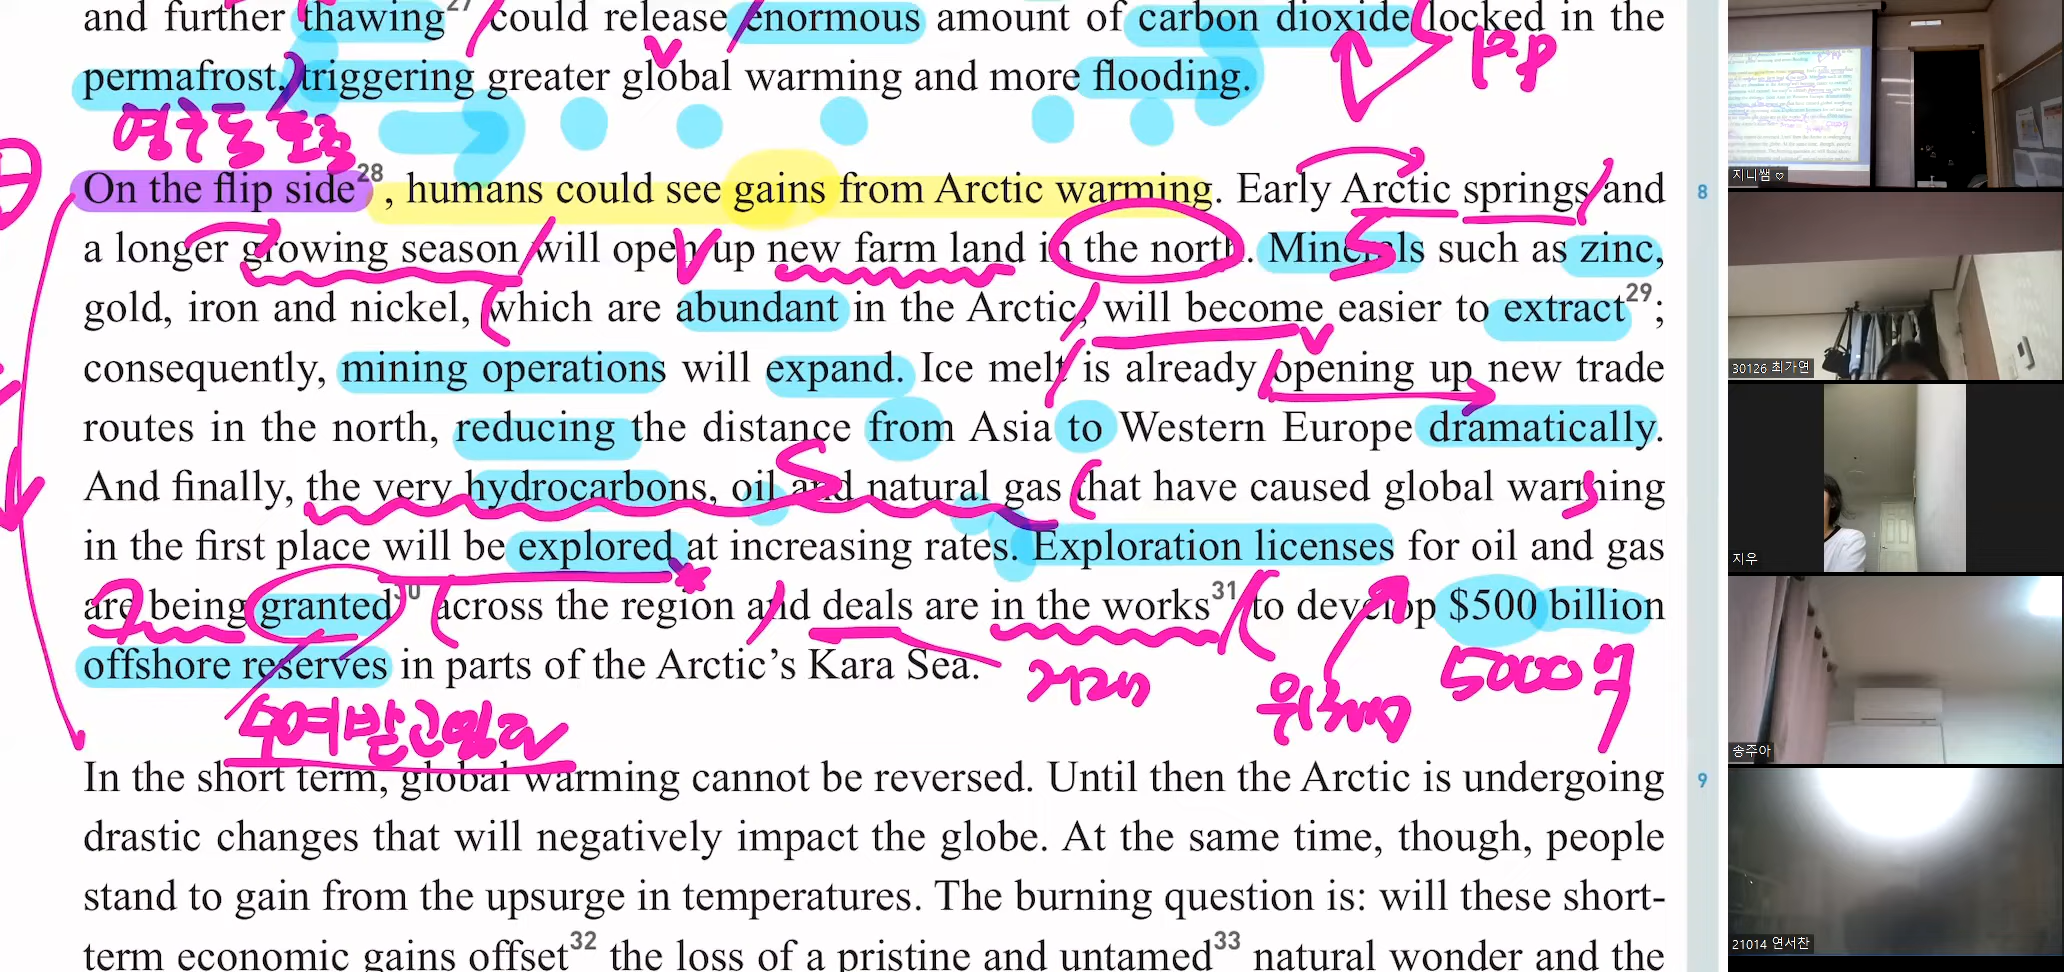 and further thawing27 could release enormous amount of carbon dioxide locked in the
pap
permafrost, triggering greater global warming and more flooding.
영구동토층
On the flip side28, humans could see gains from Arctic warming. Early Arctic springs and 8
a longer growing season will open up new farm land in the north. Minerals such as zinc,
gold, iron and nickel, which are abundant in the Arctic, will become easier to extract29;
consequently, mining operations will expand. Ice melt is already opening up new trade
routes in the north, reducing the distance from Asia to Western Europe dramatically.
And finally, the very hydrocarbons, oil and natural gas that have caused global warming
in the first place will be explored at increasing rates. Exploration licenses for oil and gas
are being granted30 across the region and deals are in the works31 to develop $500 billion
offshore reserves in parts of the Arctic's Kara Sea.
거래
위해
5000억
수여받고있다
In the short term, global warming cannot be reversed. Until then the Arctic is undergoing 9
drastic changes that will negatively impact the globe. At the same time, though, people
stand to gain from the upsurge in temperatures. The burning question is: will these short-
term economic gains offset32 the loss of a pristine and untamed33 natural wonder and the
지니쌤 ♡
30126 최가연
지우
송주아
21014 연서찬